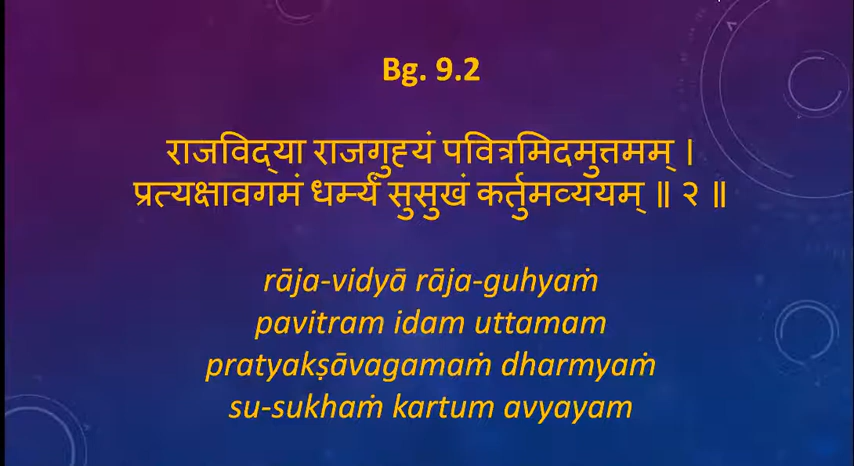 Bg. 9.2
राजविद्‌या राजगुह्‌यं पवित्रमिदमुत्तमम् ।
प्रत्यक्षावगमं धर्म्यं सुसुखं कर्तुमव्ययम् ॥ २ ॥
rāja-vidyā rāja-guhyaṁ
pavitram idam uttamam
pratyakṣāvagamaṁ dharmyaṁ
su-sukhaṁ kartum avyayam